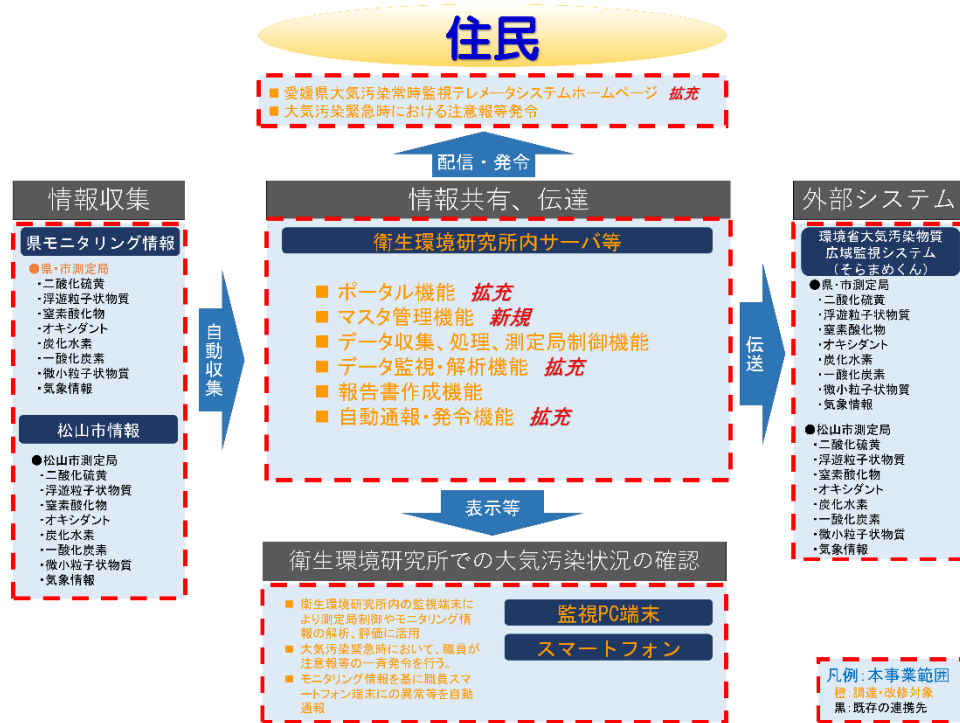 住民
■ 愛媛県大気汚染常時監視テレメータシステムホームページ 拡充
■ 大気汚染緊急時における注意報等発令
配信・発令
情報収集
県モニタリング情報
●県・市測定局
・二酸化硫黄
・浮遊粒子状物質
・窒素酸化物
・オキシダント
・炭化水素
・一酸化炭素
・微小粒子状物質
・気象情報
松山市情報
●松山市測定局
・二酸化硫黄
・浮遊粒子状物質
・窒素酸化物
・オキシダント
・炭化水素
・一酸化炭素
・微小粒子状物質
・気象情報
自動収集
情報共有、伝達
衛生環境研究所内サーバ等
■ ポータル機能 拡充
■ マスタ管理機能 新規
■ データ収集、処理、測定局制御機能
■ データ監視・解析機能 拡充
■ 報告書作成機能
■ 自動通報・発令機能 拡充
伝送
外部システム
環境省大気汚染物質
広域監視システム
（そらまめくん）
●県・市測定局
・二酸化硫黄
・浮遊粒子状物質
・窒素酸化物
・オキシダント
・炭化水素
・一酸化炭素
・微小粒子状物質
・気象情報
●松山市測定局
・二酸化硫黄
・浮遊粒子状物質
・窒素酸化物
・オキシダント
・炭化水素
・一酸化炭素
・微小粒子状物質
・気象情報
表示等
衛生環境研究所での大気汚染状況の確認
■ 衛生環境研究所内の監視端末によ
り測定局制御やモニタリング情
報の解析、評価に活用
■ 大気汚染緊急時において、職員が
注意報等の一斉発令を行う。
■ モニタリング情報を基に職員スマ
ートフォン端末にの異常等を自動
通報
監視PC端末
スマートフォン
凡例：本事業範囲
橙：調達・改修対象
黒：既存の連携先